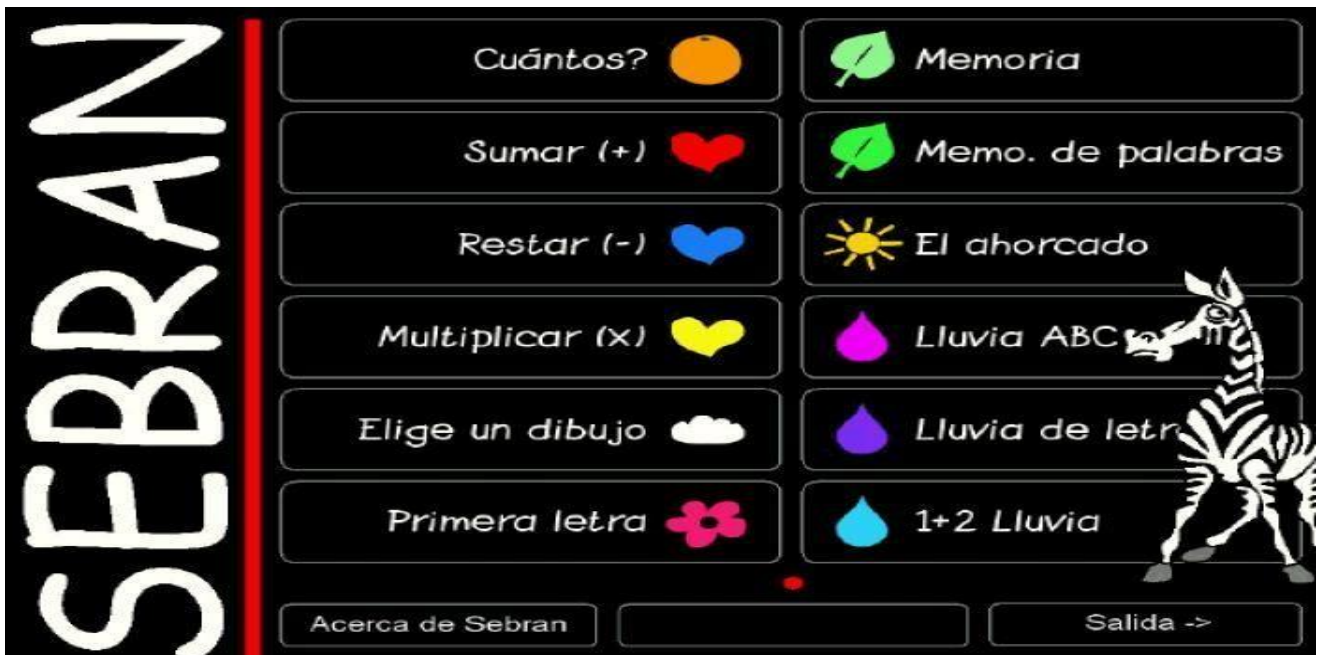 SEBRAN
Cuántos?
Sumar (+)
Restar (-)
Multiplicar (x)
Elige un dibujo
Primera letra
Memoria
Memo. de palabras
El ahorcado
Lluvia ABC
Lluvia de letr
1+2 Lluvia
Acerca de Sebran
Salida ->